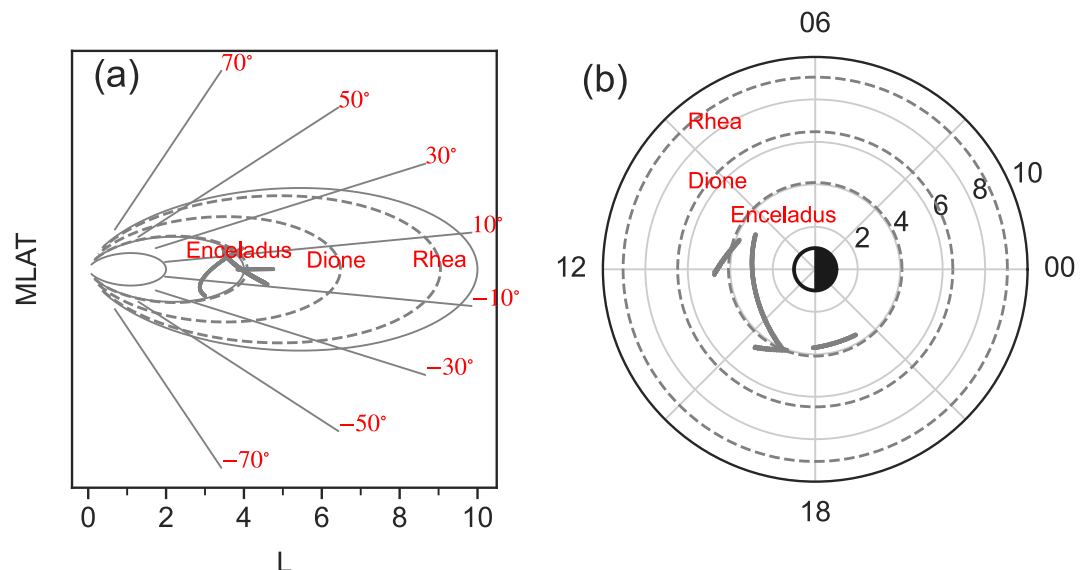 (a)
70°
50°
30°
10°
−10°
−30°
−50°
−70°
Enceladus
Dione
Rhea
MLAT
0 2 4 6 8 10
L
(b)
06
Rhea
Dione
Enceladus
2 4 6 8 10
12
00
18